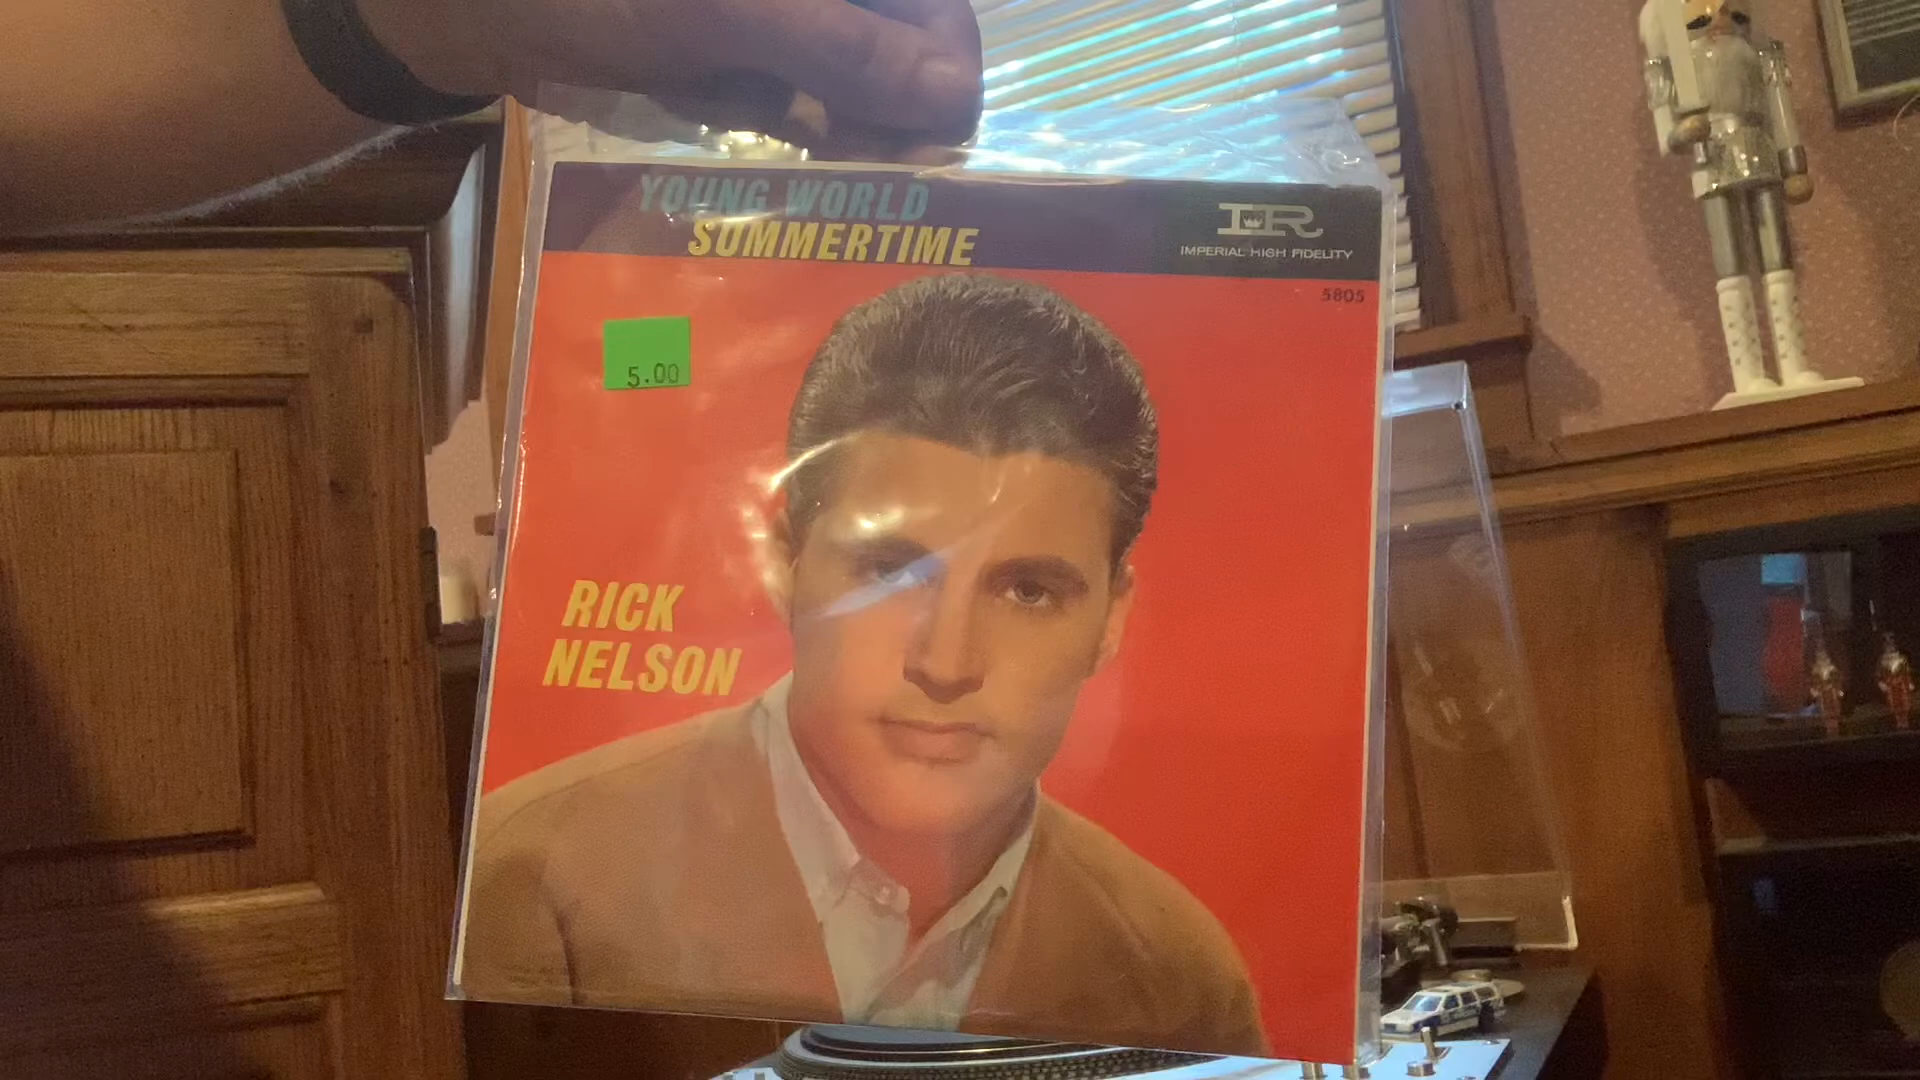 YOUNG WORLD
SUMMERTIME
IR
IMPERIAL HIGH FIDELITY
5805
5.00
RICK
NELSON